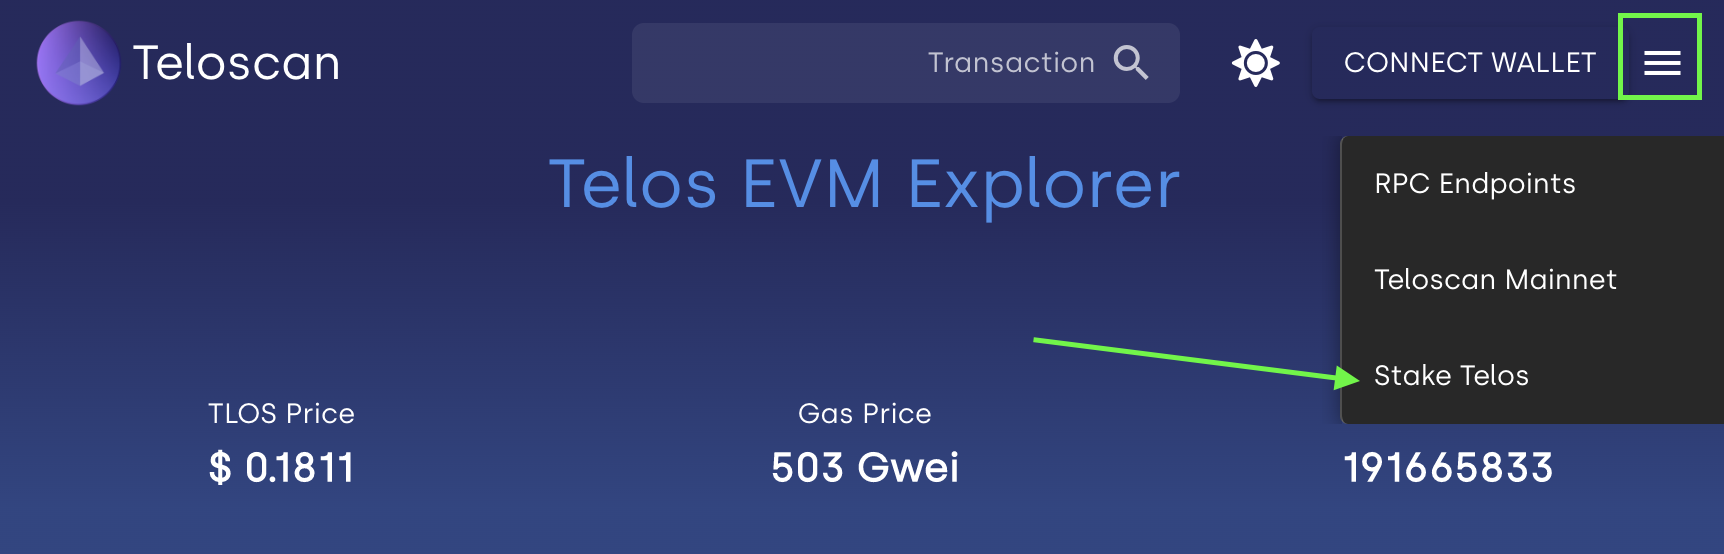 Teloscan
Transaction
CONNECT WALLET
Telos EVM Explorer
RPC Endpoints
Teloscan Mainnet
Stake Telos
TLOS Price
$ 0.1811
Gas Price
503 Gwei
191665833